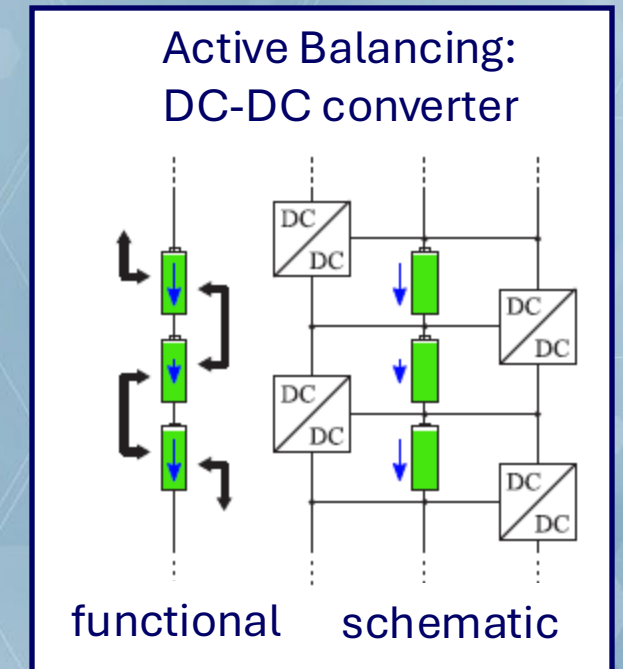 Active Balancing:
DC-DC converter
DC
DC
DC
DC
DC
DC
DC
DC
functional
schematic